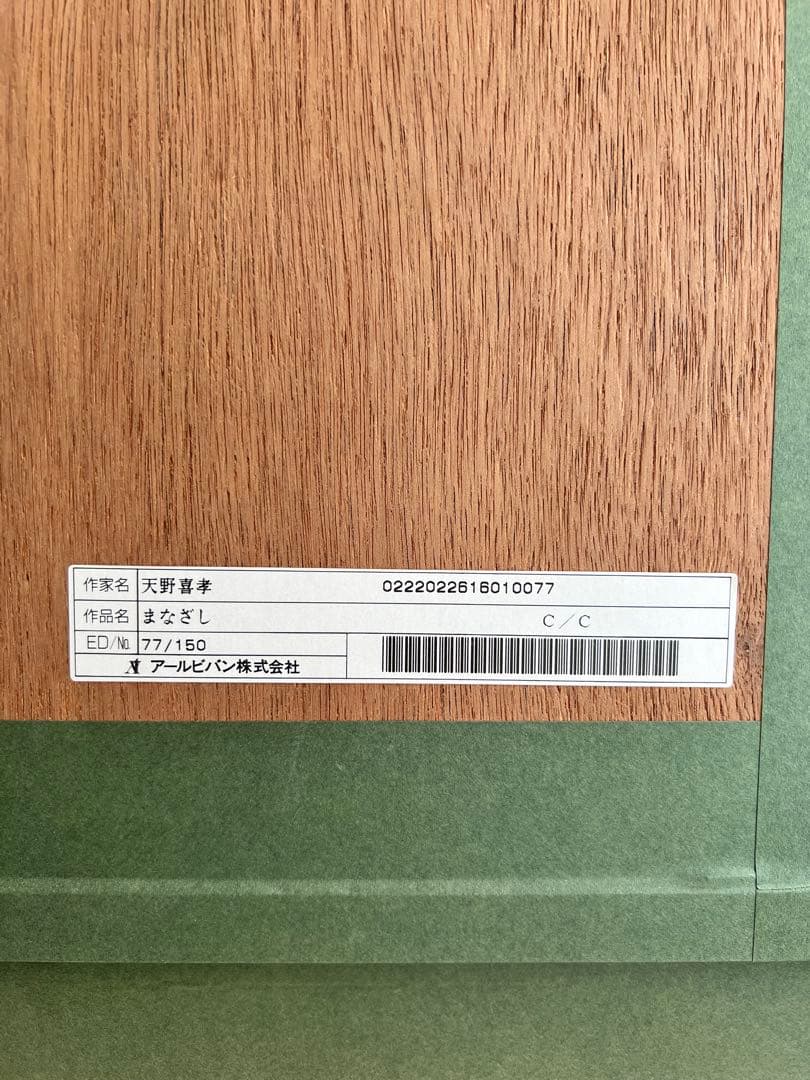 作家名 天野喜孝 0222022616010077
作品名 まなざし C／C
ED/№ 77/150
アールビバン株式会社